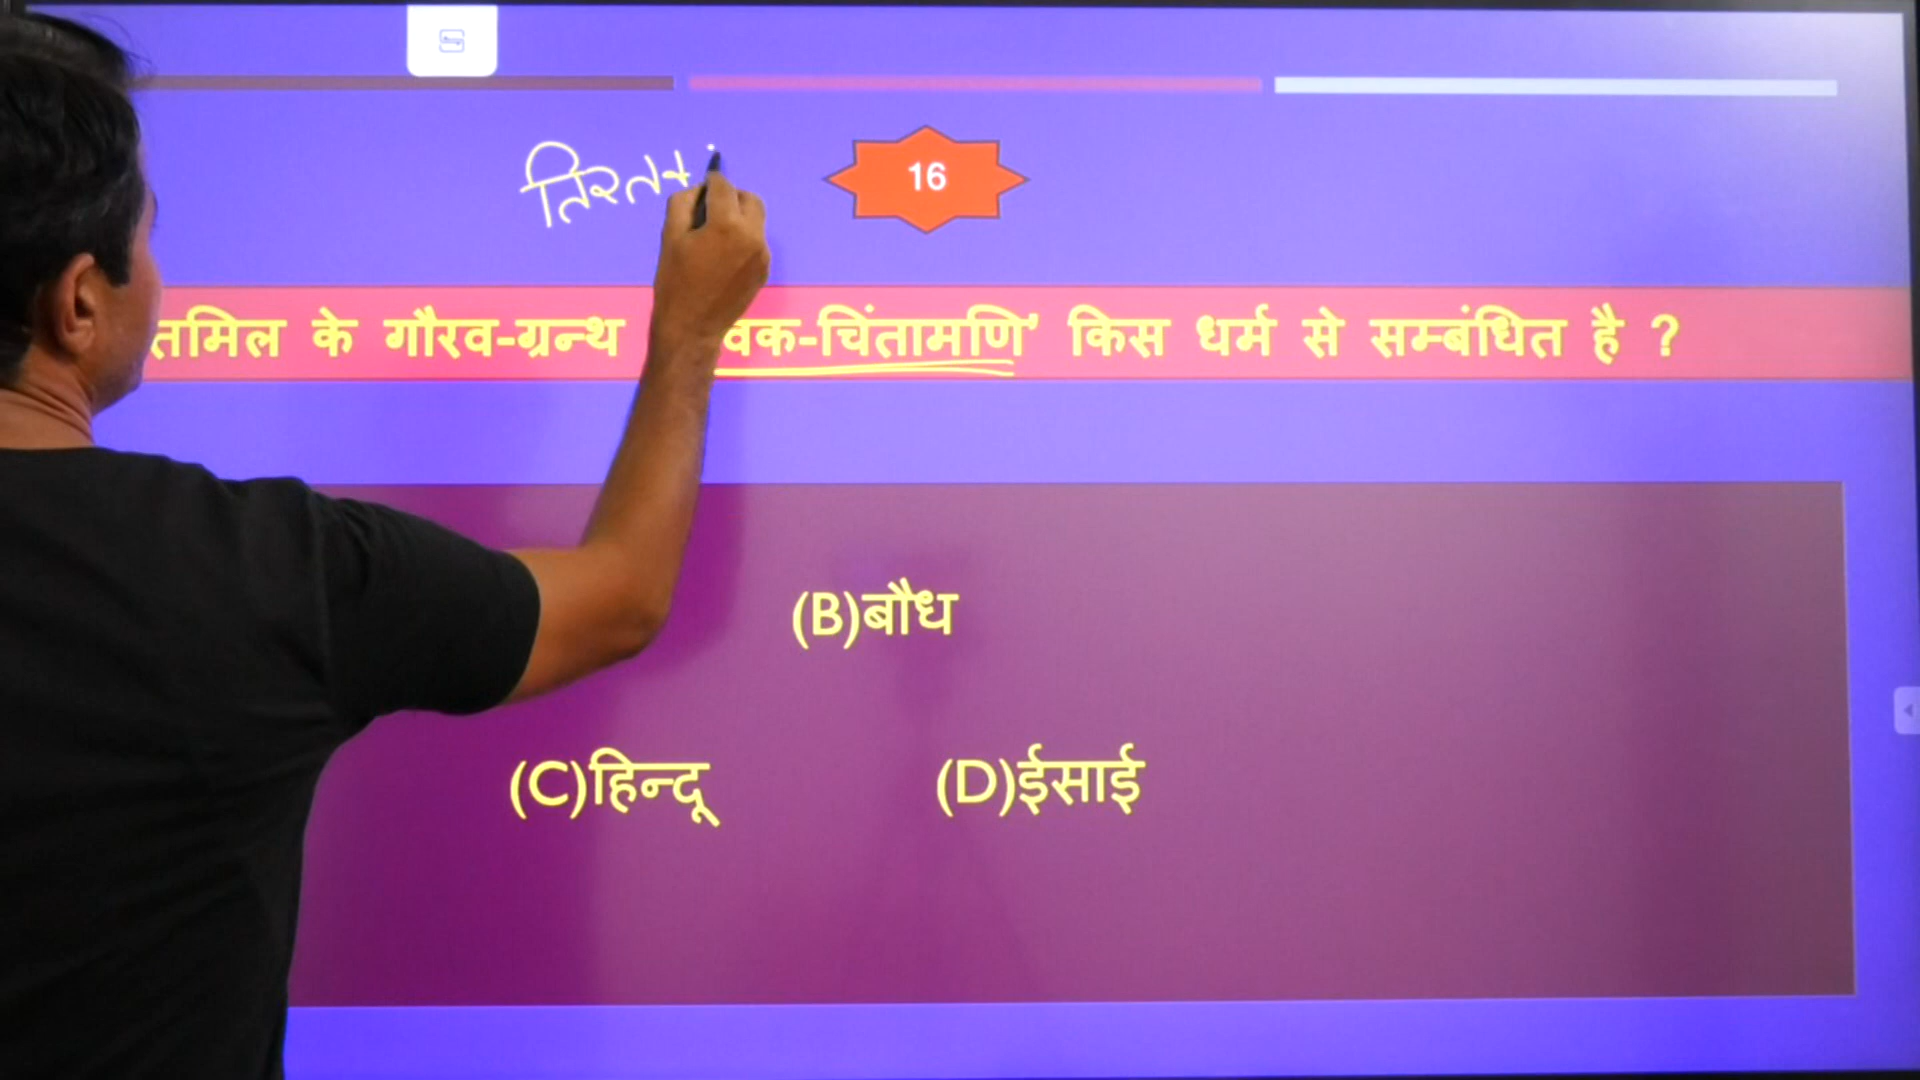 16
तमिल के गौरव-ग्रन्थ वक-चिंतामणि' किस धर्म से सम्बंधित है ?
(B)बौध
(C)हिन्दू (D)ईसाई